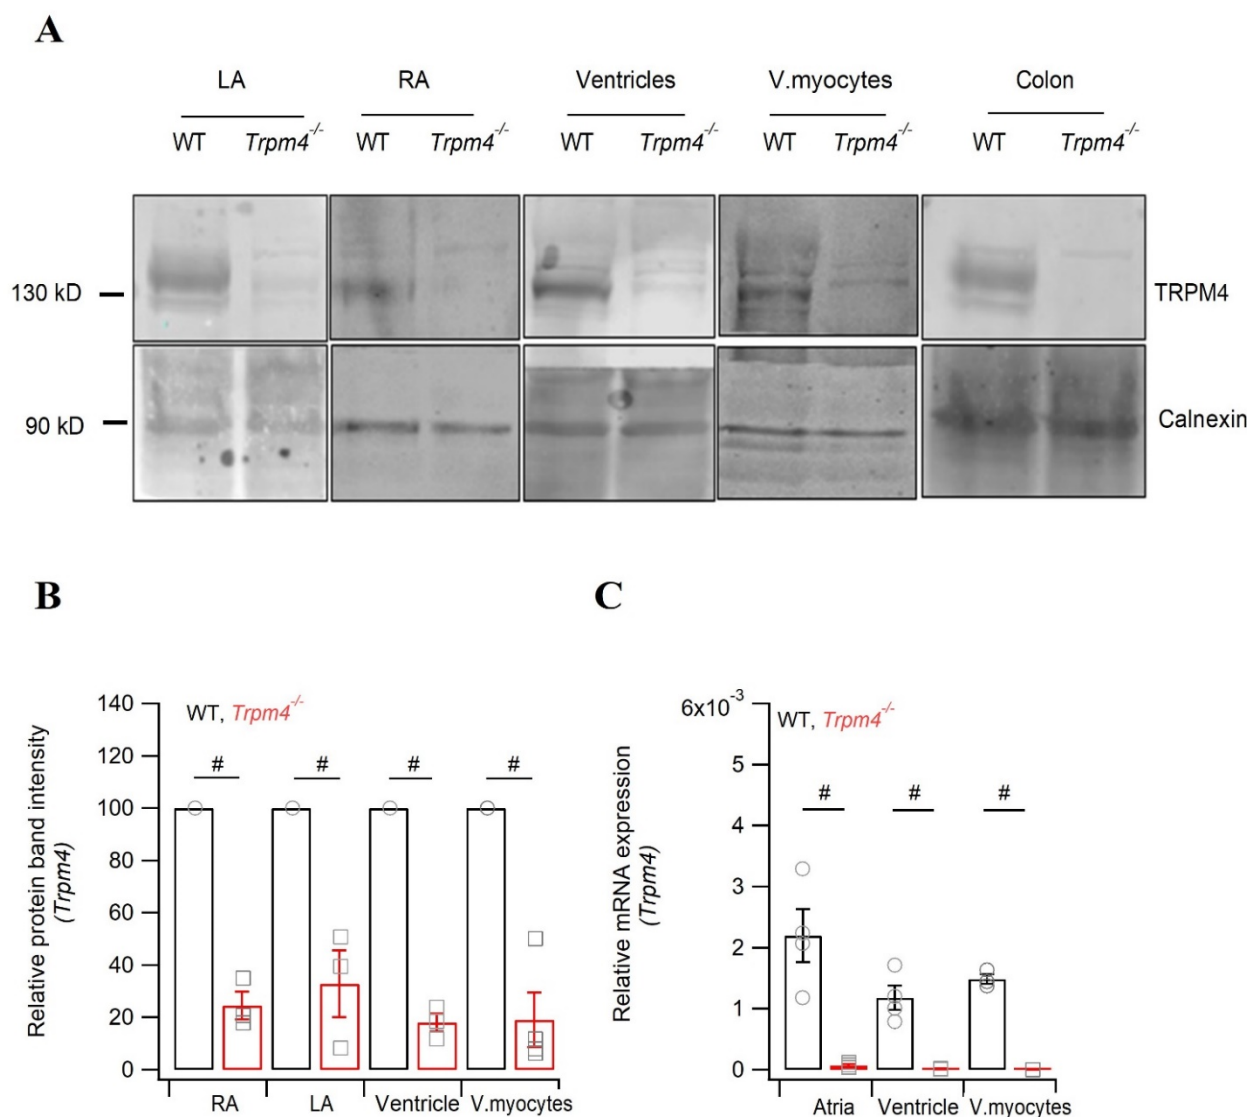 A
LA RA Ventricles V.myocytes Colon
WT Trpm4-/- WT Trpm4-/- WT Trpm4-/- WT Trpm4-/- WT Trpm4-/-
130 kD TRPM4
90 kD Calnexin
B
Relative protein band intensity
(Trpm4)
140
120
100
80
60
40
20
0
WT, Trpm4-/-
# # # #
RA LA Ventricle V.myocytes
C
Relative mRNA expression
(Trpm4)
6x10-3
5
4
3
2
1
0
WT, Trpm4-/-
# # #
Atria Ventricle V.myocytes